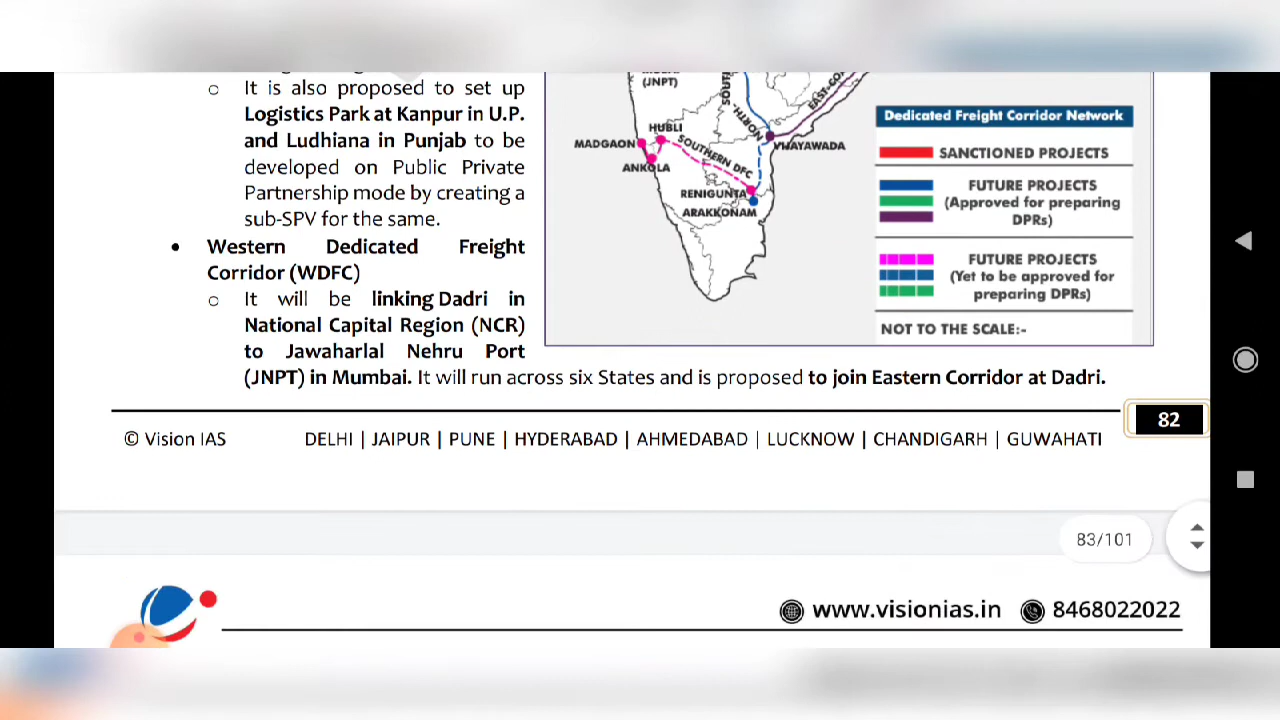 It is also proposed to set up
Logistics Park at Kanpur in U.P.
and Ludhiana in Punjab to be
developed on Public Private
Partnership mode by creating a
sub-SPV for the same.
• Western Dedicated Freight
Corridor (WDFC)
It will be linking Dadri in
National Capital Region (NCR)
to Jawaharlal Nehru Port
(JNPT) in Mumbai. It will run across six States and is proposed to join Eastern Corridor at Dadri.
(JNPT)
HUBLI
MADGAON
ANKOLA
NORTH-
SOUTHERN DFC
VIJAYAWADA
RENIGUNTA
ARAKKONAM
Dedicated Freight Corridor Network
SANCTIONED PROJECTS
FUTURE PROJECTS
(Approved for preparing
DPRs)
FUTURE PROJECTS
(Yet to be approved for
preparing DPRs)
NOT TO THE SCALE:-
82
© Vision IAS
DELHI | JAIPUR | PUNE | HYDERABAD | AHMEDABAD | LUCKNOW | CHANDIGARH | GUWAHATI
83/101
www.visionias.in 8468022022